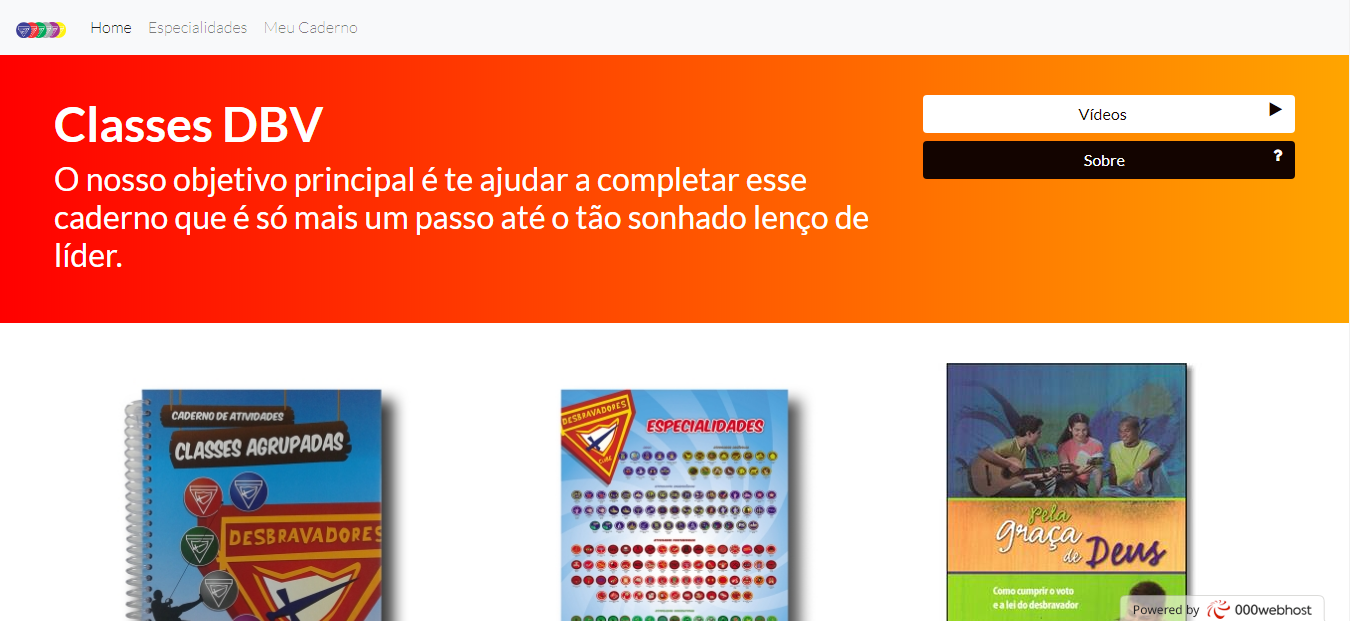 Home Especialidades Meu Caderno
Classes DBV
O nosso objetivo principal é te ajudar a completar esse
caderno que é só mais um passo até o tão sonhado lenço de
líder.
Vídeos
Sobre ?
CADERNO DE ATIVIDADES
CLASSES AGRUPADAS
DESBRAVADORES
DESBRAVADORES
CLUBE
ESPECIALIDADES
Pela
graça
de Deus
Como cumprir o voto
e a lei do desbravador
Powered by 000webhost